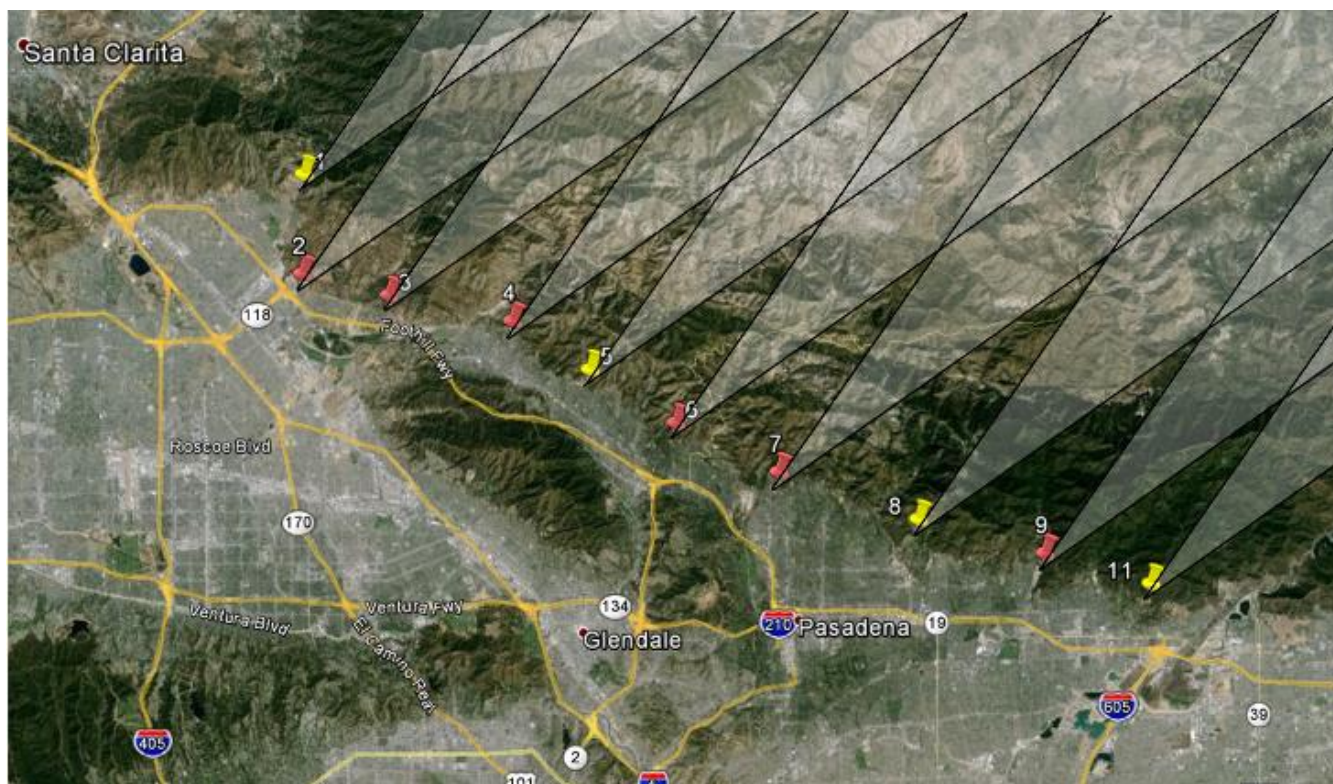 Santa Clarita
1
2
3
4
118
Foothill Fwy
5
6
Roscoe Blvd
7
170
8
9
11
Ventura Fwy
134
Ventura Blvd
El Camino Real
Glendale
210
Pasadena
19
605
39
405
2
101